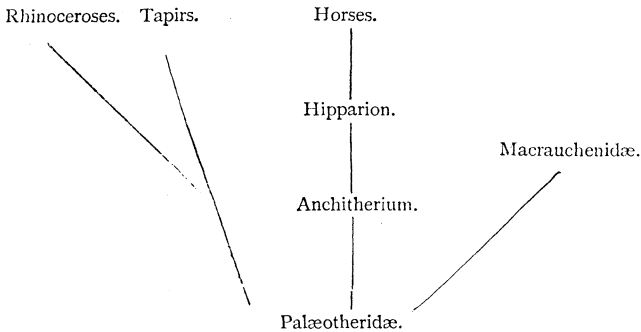 Rhinoceroses. Tapirs. Horses.
Hipparion.
Macrauchenidæ.
Anchitherium.
Palæotheridæ.